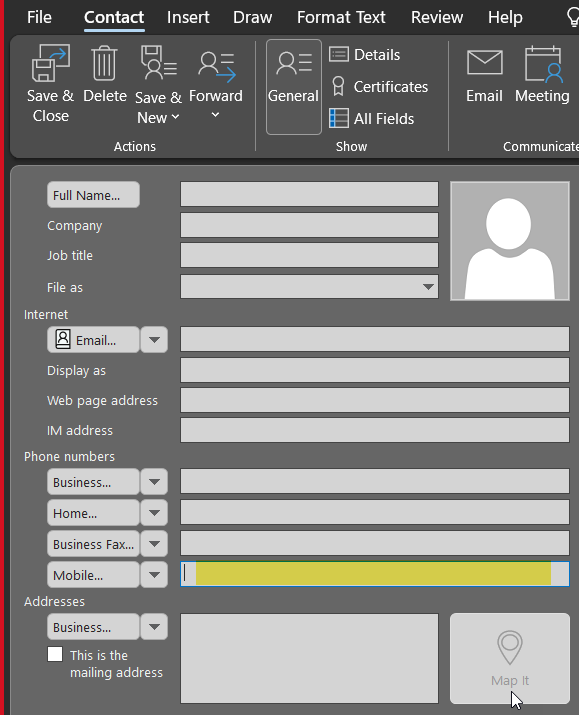 File Contact Insert Draw Format Text Review Help
Save & Close
Delete
Save & New
Forward
General
Details
Certificates
All Fields
Email
Meeting
Actions
Show
Communicate
Full Name...
Company
Job title
File as
Internet
Email...
Display as
Web page address
IM address
Phone numbers
Business...
Home...
Business Fax...
Mobile...
Addresses
Business...
This is the
mailing address
Map It